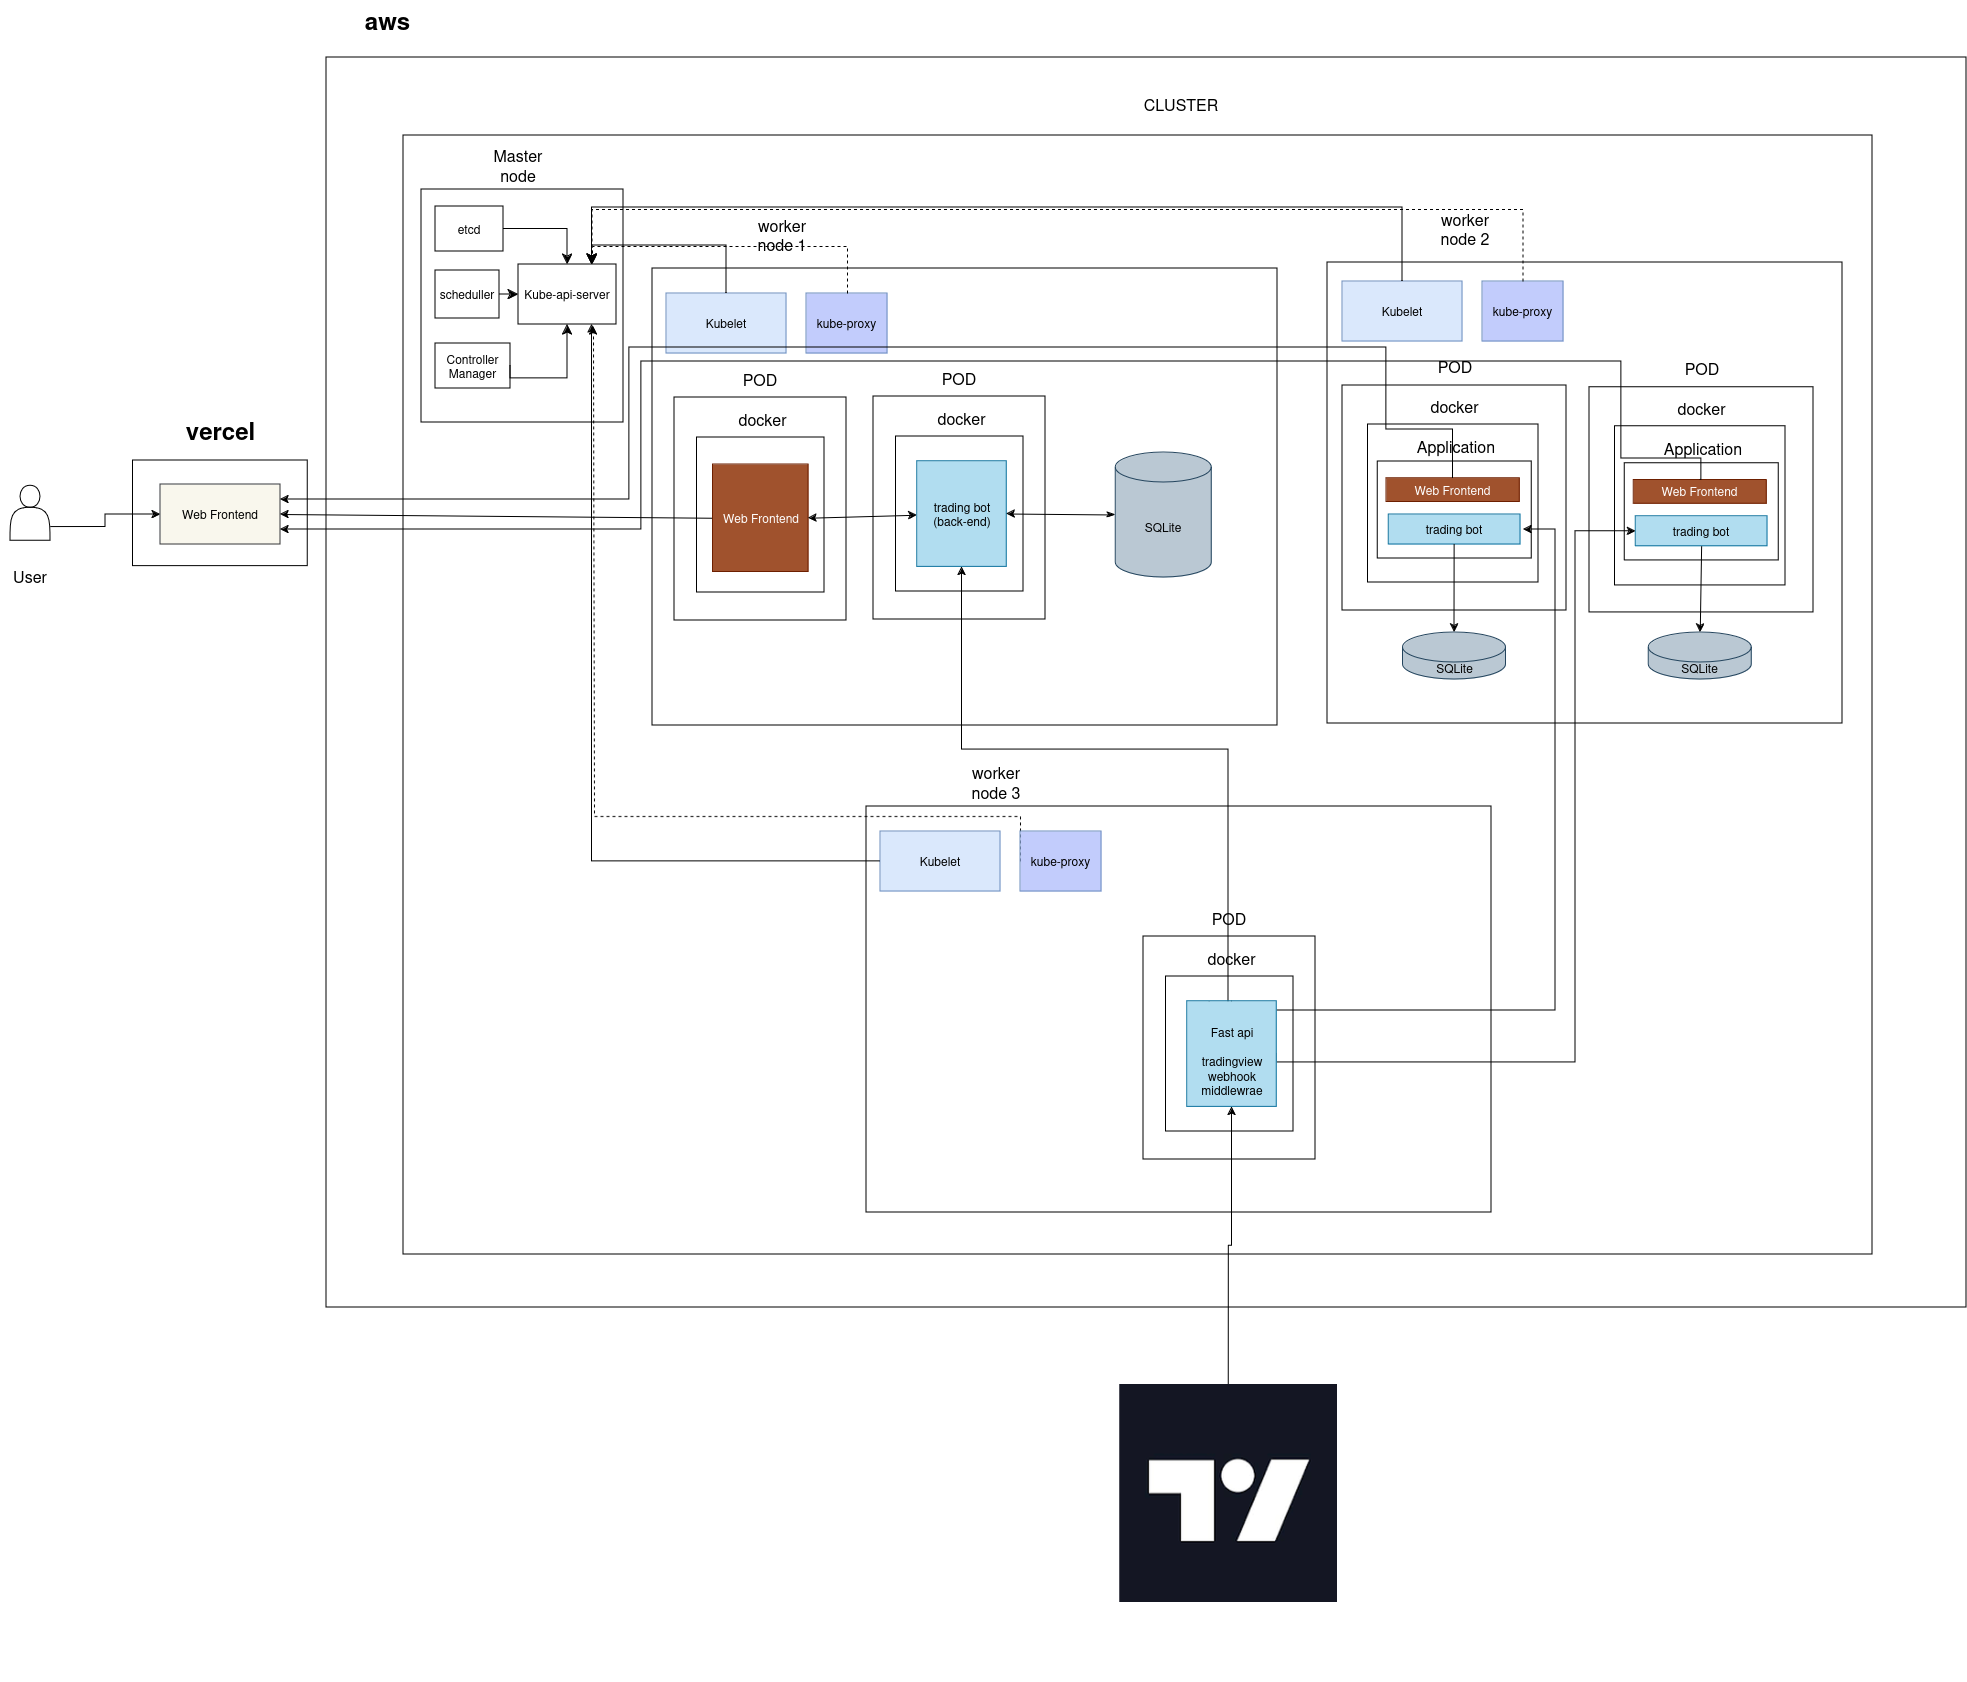 aws
CLUSTER
Master
node
etcd
scheduller
Kube-api-server
Controller
Manager
worker
node 1
Kubelet
kube-proxy
POD
docker
Web Frontend
POD
docker
trading bot
(back-end)
SQLite
worker
node 2
Kubelet
kube-proxy
POD
docker
Application
Web Frontend
trading bot
SQLite
POD
docker
Application
Web Frontend
trading bot
SQLite
vercel
Web Frontend
User
worker
node 3
Kubelet
kube-proxy
POD
docker
Fast api
tradingview
webhook
middlewrae